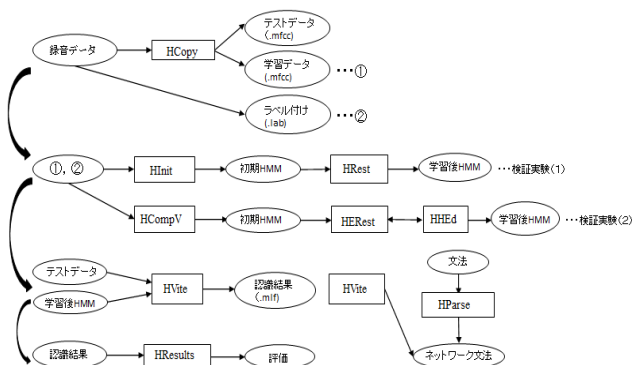 テストデータ
(.mfcc)
録音データ
HCopy
学習データ
(.mfcc)
…①
ラベル付け
(.lab)
…②
①, ②
HInit
初期HMM
HRest
学習後HMM
…検証実験(1)
HCompV
初期HMM
HERest
HHEd
学習後HMM
…検証実験(2)
テストデータ
学習後HMM
HVite
認識結果
(.mlf)
HVite
文法
HParse
ネットワーク文法
認識結果
HResults
評価